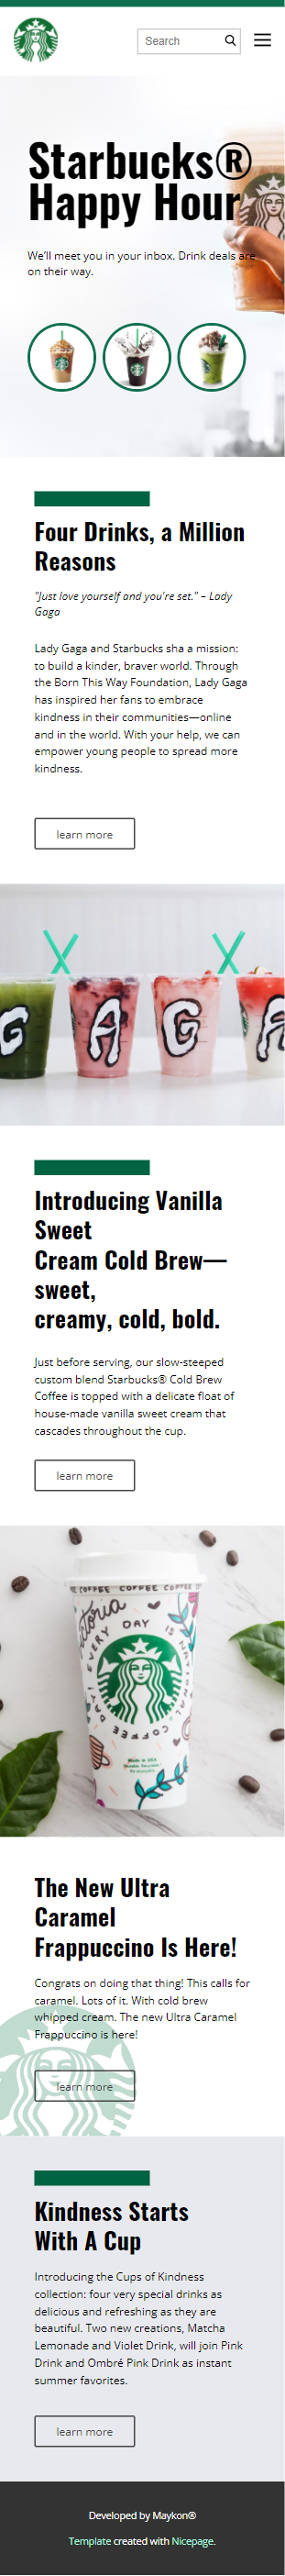 Search
Starbucks®
Happy Hour
We'll meet you in your inbox. Drink deals are
on their way.
Four Drinks, a Million
Reasons
"Just love yourself and you're set." – Lady
Gaga
Lady Gaga and Starbucks sha a mission:
to build a kinder, braver world. Through
the Born This Way Foundation, Lady Gaga
has inspired her fans to embrace
kindness in their communities—online
and in the world. With your help, we can
empower young people to spread more
kindness.
learn more
G A G A
Introducing Vanilla
Sweet
Cream Cold Brew—
sweet,
creamy, cold, bold.
Just before serving, our slow-steeped
custom blend Starbucks® Cold Brew
Coffee is topped with a delicate float of
house-made vanilla sweet cream that
cascades throughout the cup.
learn more
COFFEE COFFEE COFFEE
VERY DAY IS
Made in USA
The New Ultra
Caramel
Frappuccino Is Here!
Congrats on doing that thing! This calls for
caramel. Lots of it. With cold brew
whipped cream. The new Ultra Caramel
Frappuccino is here!
learn more
Kindness Starts
With A Cup
Introducing the Cups of Kindness
collection: four very special drinks as
delicious and refreshing as they are
beautiful. Two new creations, Matcha
Lemonade and Violet Drink, will join Pink
Drink and Ombré Pink Drink as instant
summer favorites.
learn more
Developed by Maykon®
Template created with Nicepage.